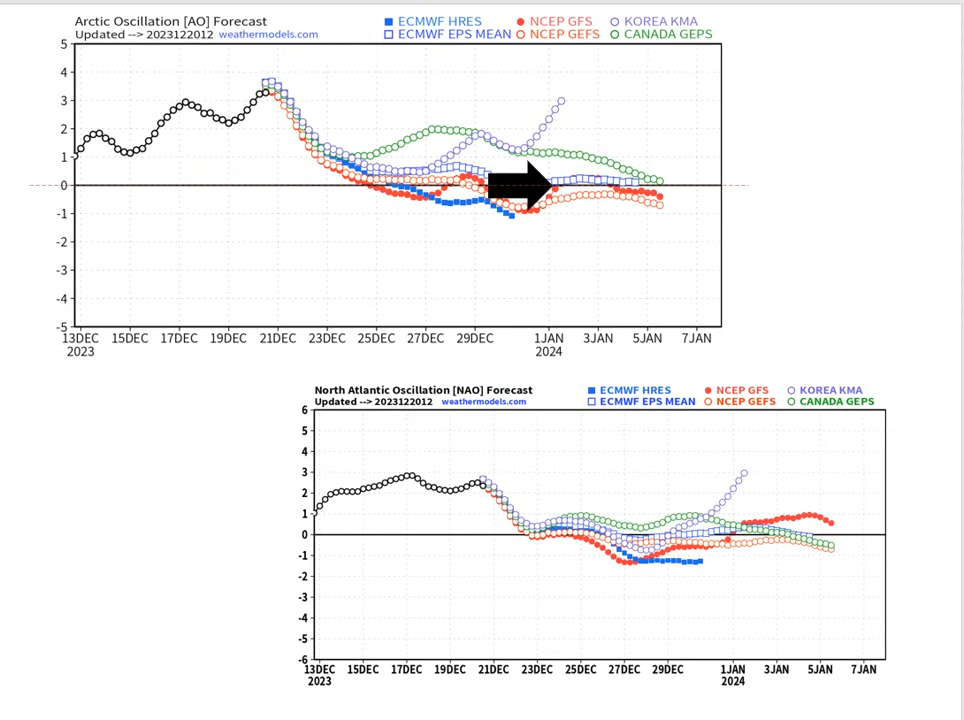 Arctic Oscillation [AO] Forecast
Updated --> 2023122012 weathermodels.com
ECMWF HRES NCEP GFS KOREA KMA
ECMWF EPS MEAN NCEP GEFS CANADA GEPS
5
4
3
2
1
0
-1
-2
-3
-4
-5
13DEC 15DEC 17DEC 19DEC 21DEC 23DEC 25DEC 27DEC 29DEC 1JAN 3JAN 5JAN 7JAN
2023 2024
North Atlantic Oscillation [NAO] Forecast
Updated --> 2023122012 weathermodels.com
ECMWF HRES NCEP GFS KOREA KMA
ECMWF EPS MEAN NCEP GEFS CANADA GEPS
6
5
4
3
2
1
0
-1
-2
-3
-4
-5
-6
13DEC 15DEC 17DEC 19DEC 21DEC 23DEC 25DEC 27DEC 29DEC 1JAN 3JAN 5JAN 7JAN
2023 2024